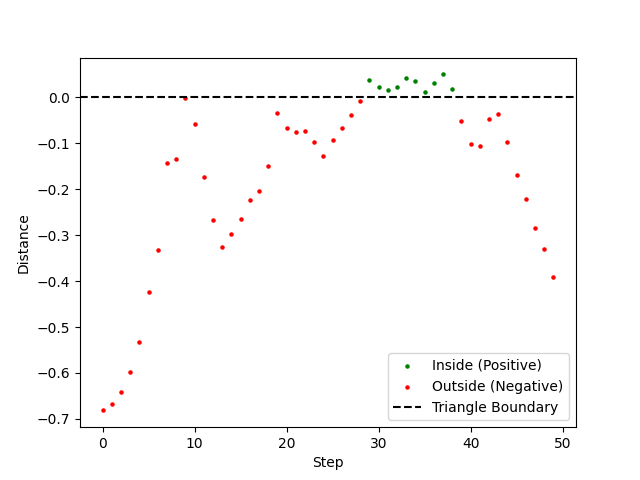 0.0
−0.1
−0.2
−0.3
−0.4
−0.5
−0.6
−0.7
Distance
Inside (Positive)
Outside (Negative)
Triangle Boundary
0 10 20 30 40 50
Step